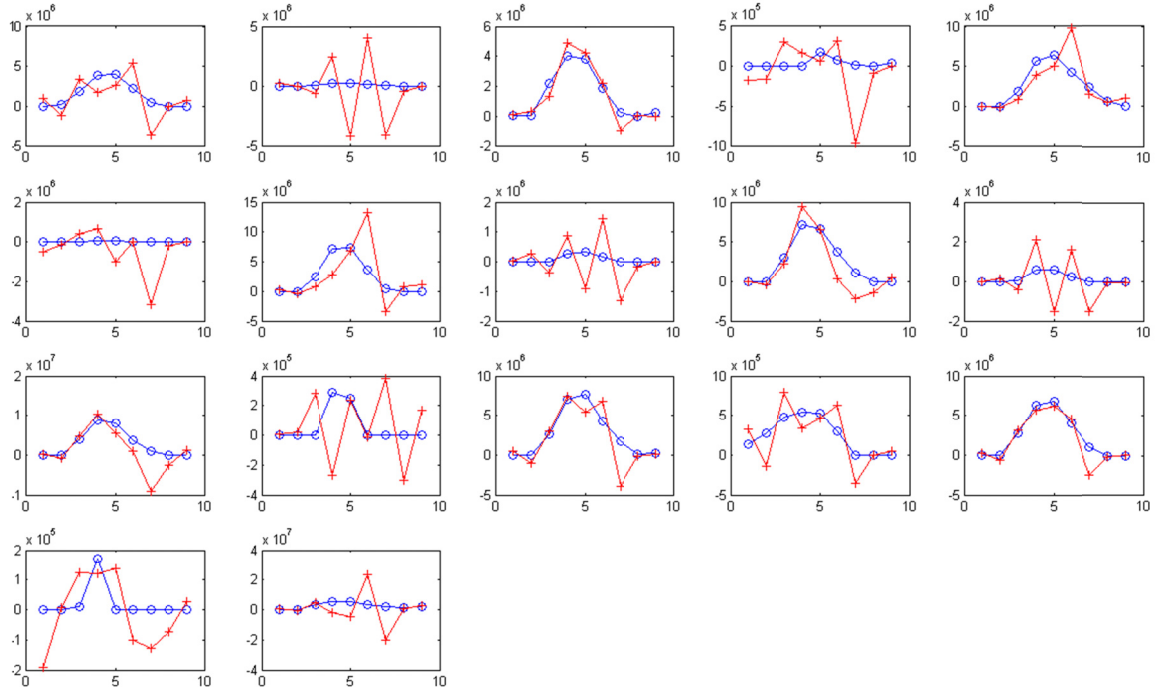 x 10^6 x 10^6 x 10^6 x 10^5 x 10^6
10 5 6 5 10
5 0 4 0 5
0 -5 2 -5 0
-5 0 -10 -5
-2
0 5 10 0 5 10 0 5 10 0 5 10 0 5 10
x 10^6 x 10^6 x 10^6 x 10^6 x 10^6
2 15 2 10 4
0 10 1 5 2
-2 5 0 0 0
-4 0 -1 -5 -2
-5 -2
0 5 10 0 5 10 0 5 10 0 5 10 0 5 10
x 10^7 x 10^5 x 10^6 x 10^5 x 10^6
2 4 10 10 10
1 2 5 5 5
0 0 0 0 0
-1 -2 -5 -5 -5
-4
0 5 10 0 5 10 0 5 10 0 5 10 0 5 10
x 10^5 x 10^7
2 4
1 2
0 0
-1 -2
-2 -4
0 5 10 0 5 10